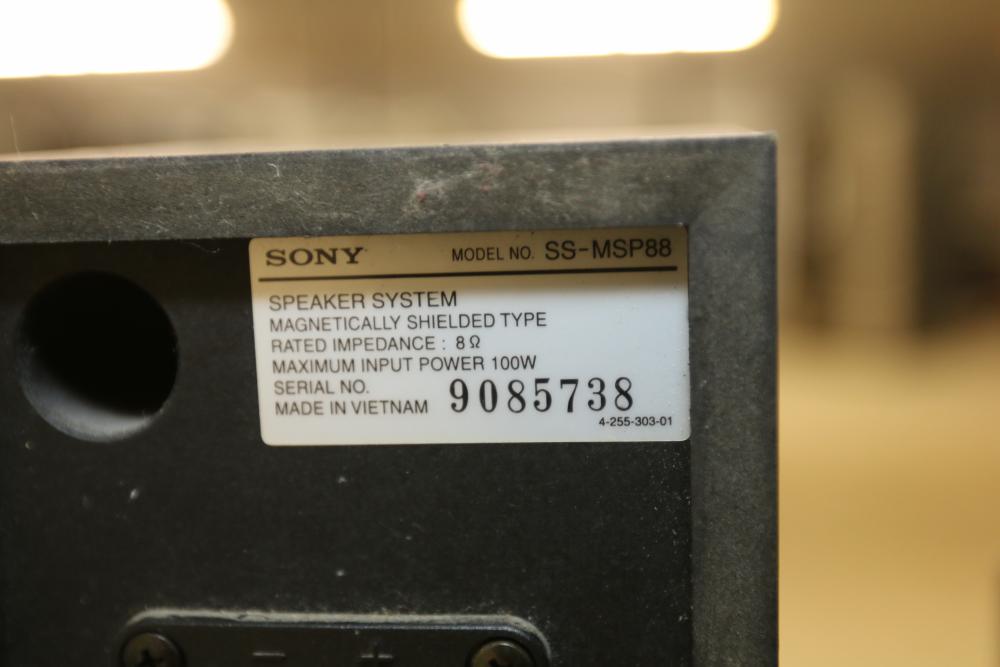 SONY MODEL NO. SS-MSP88
SPEAKER SYSTEM
MAGNETICALLY SHIELDED TYPE
RATED IMPEDANCE : 8 Ω
MAXIMUM INPUT POWER 100W
SERIAL NO. 9085738
MADE IN VIETNAM
4-255-303-01
− +